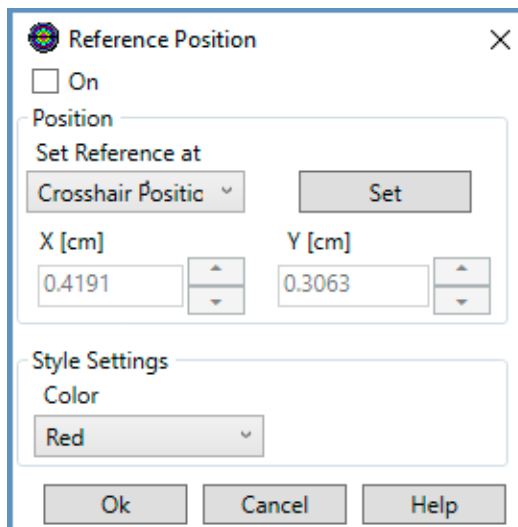 Reference Position
On
Position
Set Reference at
Crosshair Positic
Set
X [cm]
Y [cm]
0.4191
0.3063
Style Settings
Color
Red
Ok
Cancel
Help